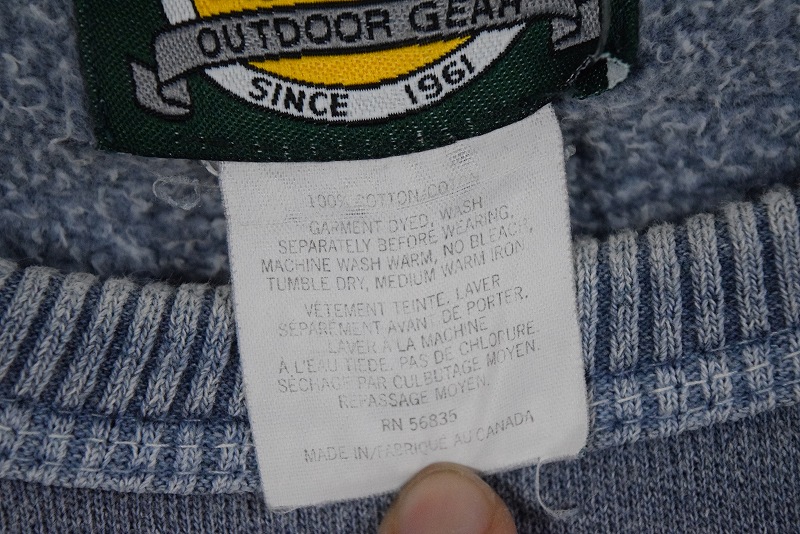 OUTDOOR GEAR
SINCE 1961
100% COTTON/COTON
GARMENT DYED, WASH
SEPARATELY BEFORE WEARING,
MACHINE WASH WARM, NO BLEACH,
TUMBLE DRY, MEDIUM WARM IRON.
VÊTEMENT TEINTE. LAVER
SÉPARÉMENT AVANT DE PORTER.
LAVER À LA MACHINE
À L'EAU TIÈDE. PAS DE CHLORURE.
SÉCHAGE PAR CULBUTAGE MOYEN.
REPASSAGE MOYEN.
RN 56835
MADE IN/FABRIQUE AU CANADA